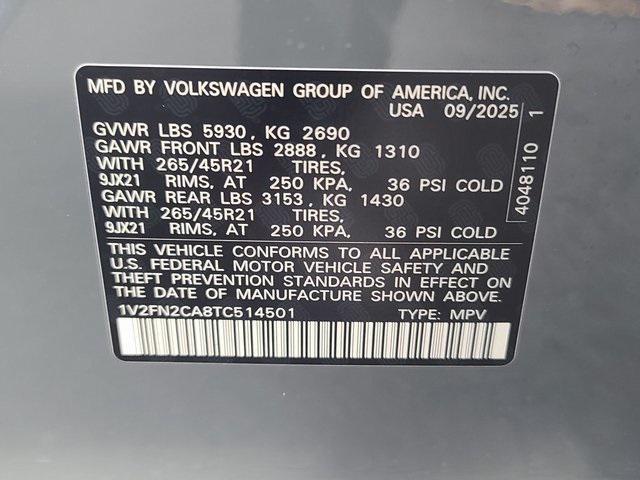 MFD BY VOLKSWAGEN GROUP OF AMERICA, INC.
USA 09/2025
GVWR LBS 5930, KG 2690
GAWR FRONT LBS 2888, KG 1310
WITH 265/45R21 TIRES,
9JX21 RIMS, AT 250 KPA, 36 PSI COLD
GAWR REAR LBS 3153, KG 1430
WITH 265/45R21 TIRES,
9JX21 RIMS, AT 250 KPA, 36 PSI COLD
THIS VEHICLE CONFORMS TO ALL APPLICABLE
U.S. FEDERAL MOTOR VEHICLE SAFETY AND
THEFT PREVENTION STANDARDS IN EFFECT ON
THE DATE OF MANUFACTURE SHOWN ABOVE.
1V2FN2CA8TC514501 TYPE: MPV
4048110 1